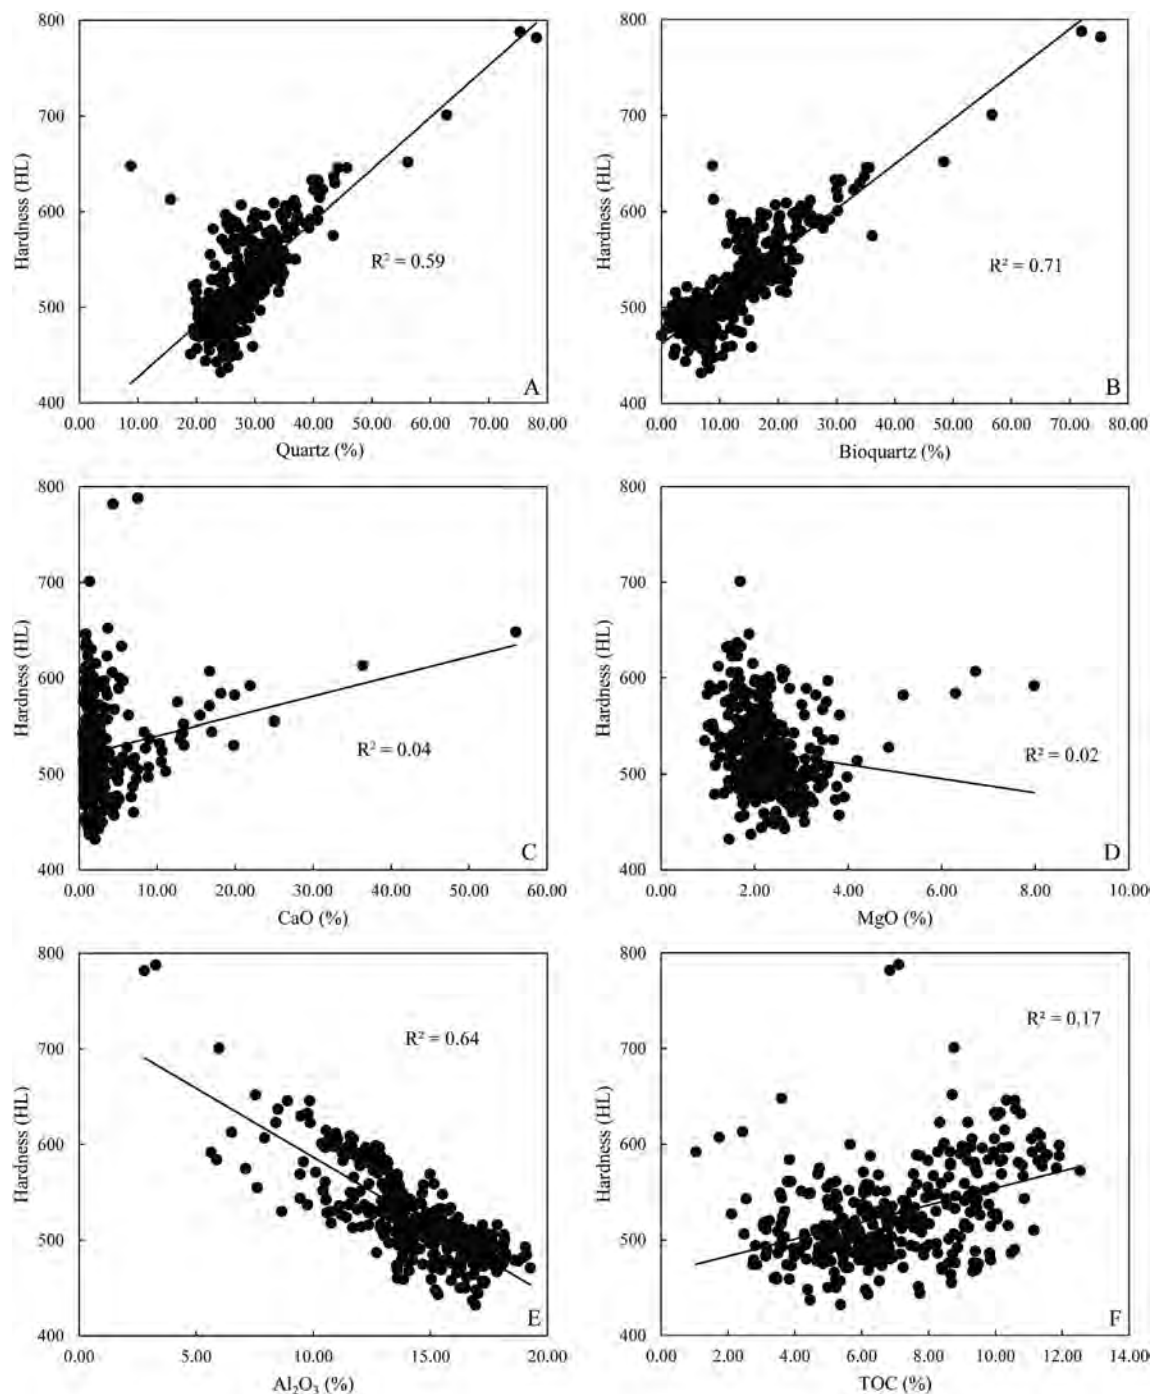 800
700
600
500
400
Hardness (HL)
R² = 0.59
A
0.00 10.00 20.00 30.00 40.00 50.00 60.00 70.00 80.00
Quartz (%)
800
700
600
500
400
Hardness (HL)
R² = 0.71
B
0.00 10.00 20.00 30.00 40.00 50.00 60.00 70.00 80.00
Bioquartz (%)
800
700
600
500
400
Hardness (HL)
R² = 0.04
C
0.00 10.00 20.00 30.00 40.00 50.00 60.00
CaO (%)
800
700
600
500
400
Hardness (HL)
R² = 0.02
D
0.00 2.00 4.00 6.00 8.00 10.00
MgO (%)
800
700
600
500
400
Hardness (HL)
R² = 0.64
E
0.00 5.00 10.00 15.00 20.00
Al₂O₃ (%)
800
700
600
500
400
Hardness (HL)
R² = 0.17
F
0.00 2.00 4.00 6.00 8.00 10.00 12.00 14.00
TOC (%)